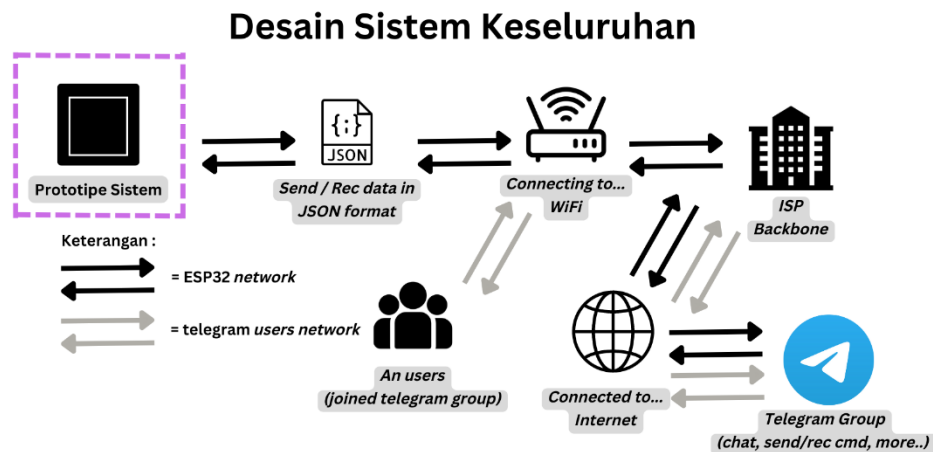 Desain Sistem Keseluruhan
{;}
JSON
Prototipe Sistem
Send / Rec data in
JSON format
Connecting to...
WiFi
ISP
Backbone
Keterangan :
= ESP32 network
= telegram users network
An users
(joined telegram group)
Connected to...
Internet
Telegram Group
(chat, send/rec cmd, more..)